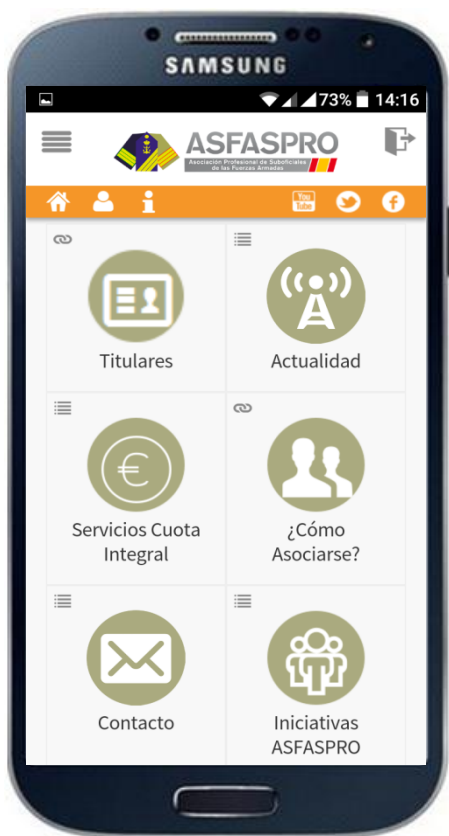 SAMSUNG
73% 14:16
ASFASPRO
Asociación Profesional de Suboficiales
de las Fuerzas Armadas
You
Tube
Titulares
Actualidad
€
Servicios Cuota
Integral
¿Cómo
Asociarse?
Contacto
Iniciativas
ASFASPRO